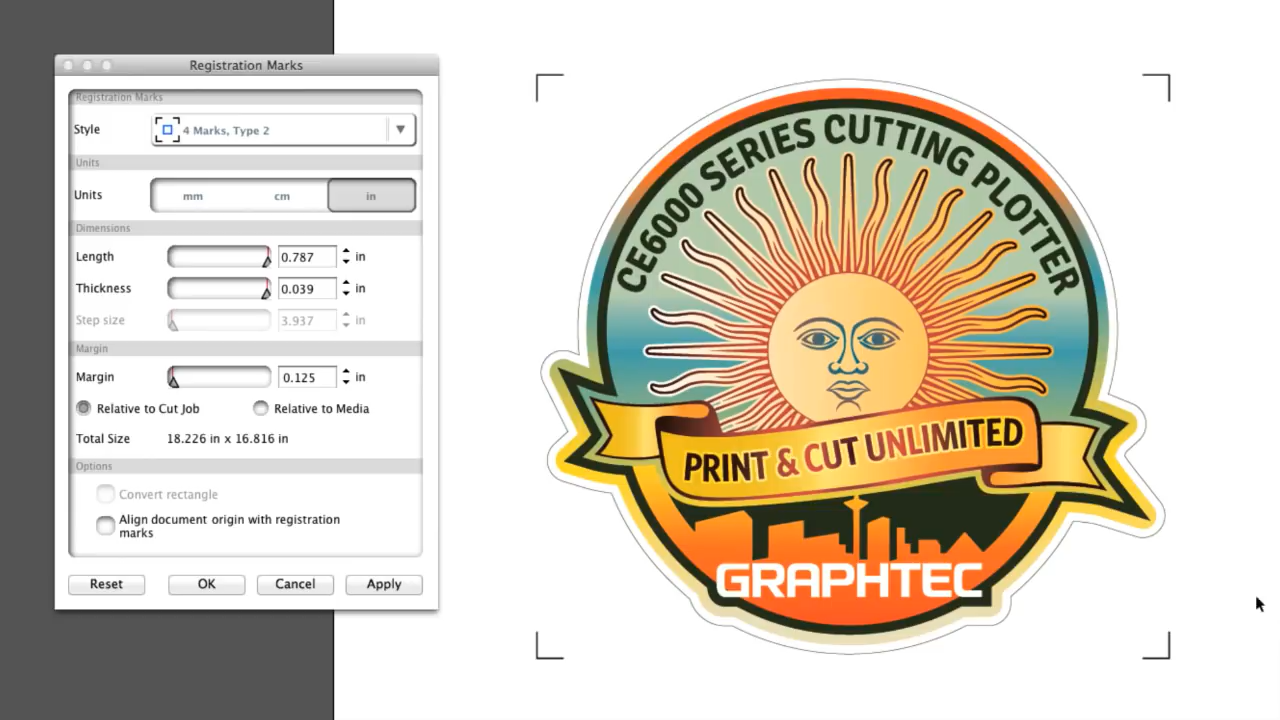 Registration Marks
Registration Marks
Style
4 Marks, Type 2
Units
Units
mm
cm
in
Dimensions
Length
0.787
in
Thickness
0.039
in
Step size
3.937
in
Margin
Margin
0.125
in
Relative to Cut Job
Relative to Media
Total Size
18.226 in x 16.816 in
Options
Convert rectangle
Align document origin with registration
marks
Reset
OK
Cancel
Apply
CE6000 SERIES CUTTING PLOTTER
PRINT & CUT UNLIMITED
GRAPHTEC